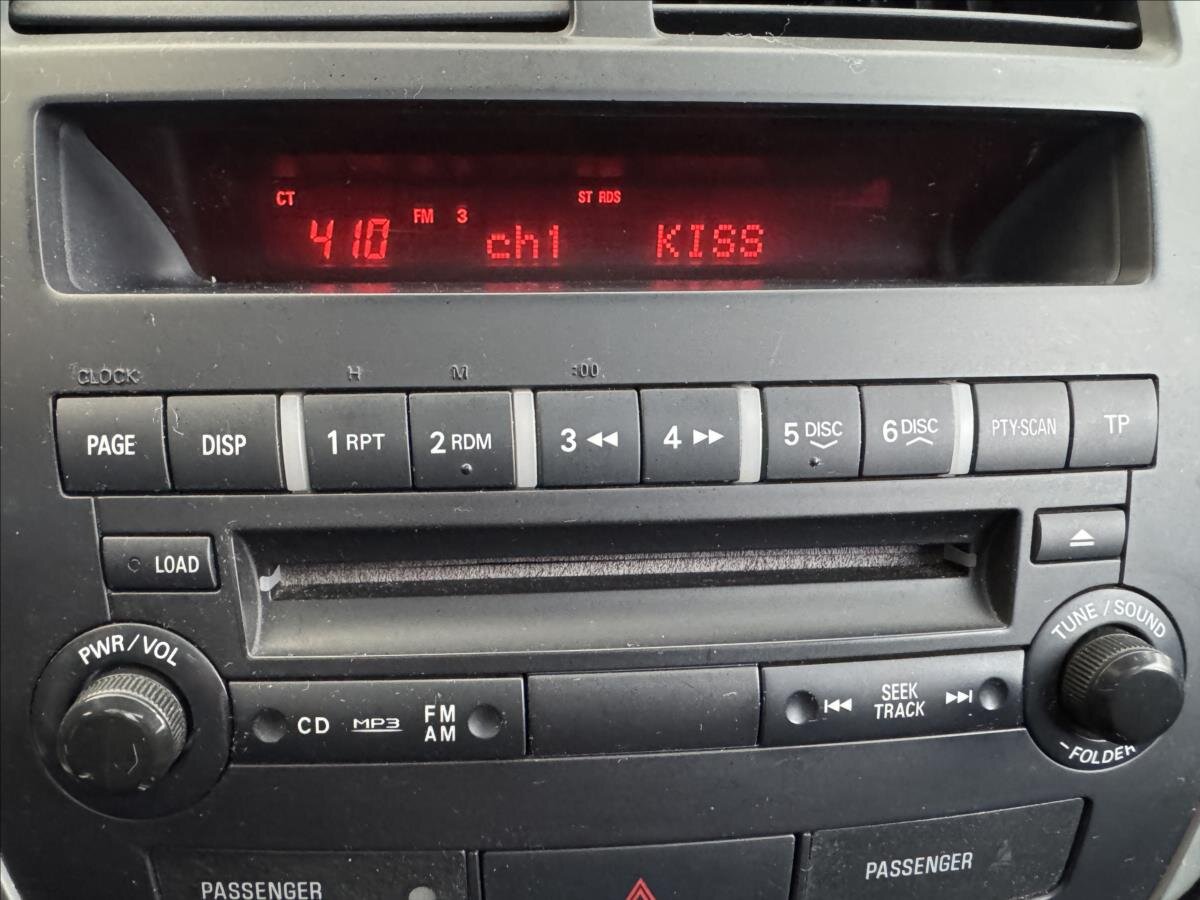 CT
ST RDS
410 FM 3 ch1 KISS
CLOCK H M :00
PAGE DISP 1 RPT 2 RDM 3 4 5 DISC 6 DISC PTY·SCAN TP
LOAD
PWR / VOL
TUNE / SOUND
CD MP3 FM AM
SEEK TRACK
-FOLDER
PASSENGER
PASSENGER